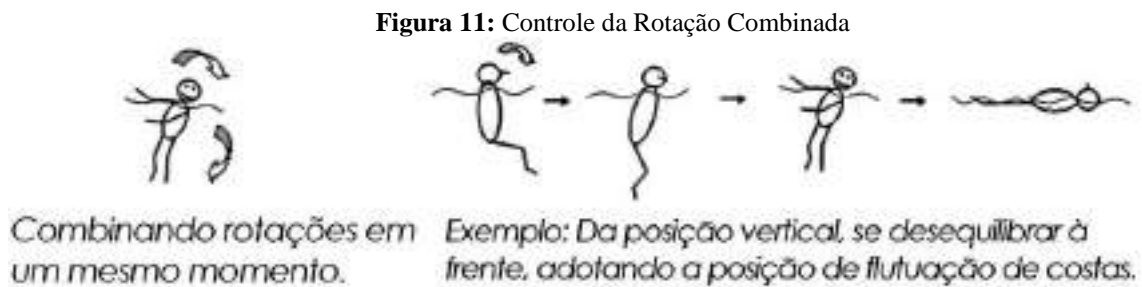 Figura 11: Controle da Rotação Combinada
Combinando rotações em
um mesmo momento.
Exemplo: Da posição vertical, se desequilibrar à
frente, adotando a posição de flutuação de costas.